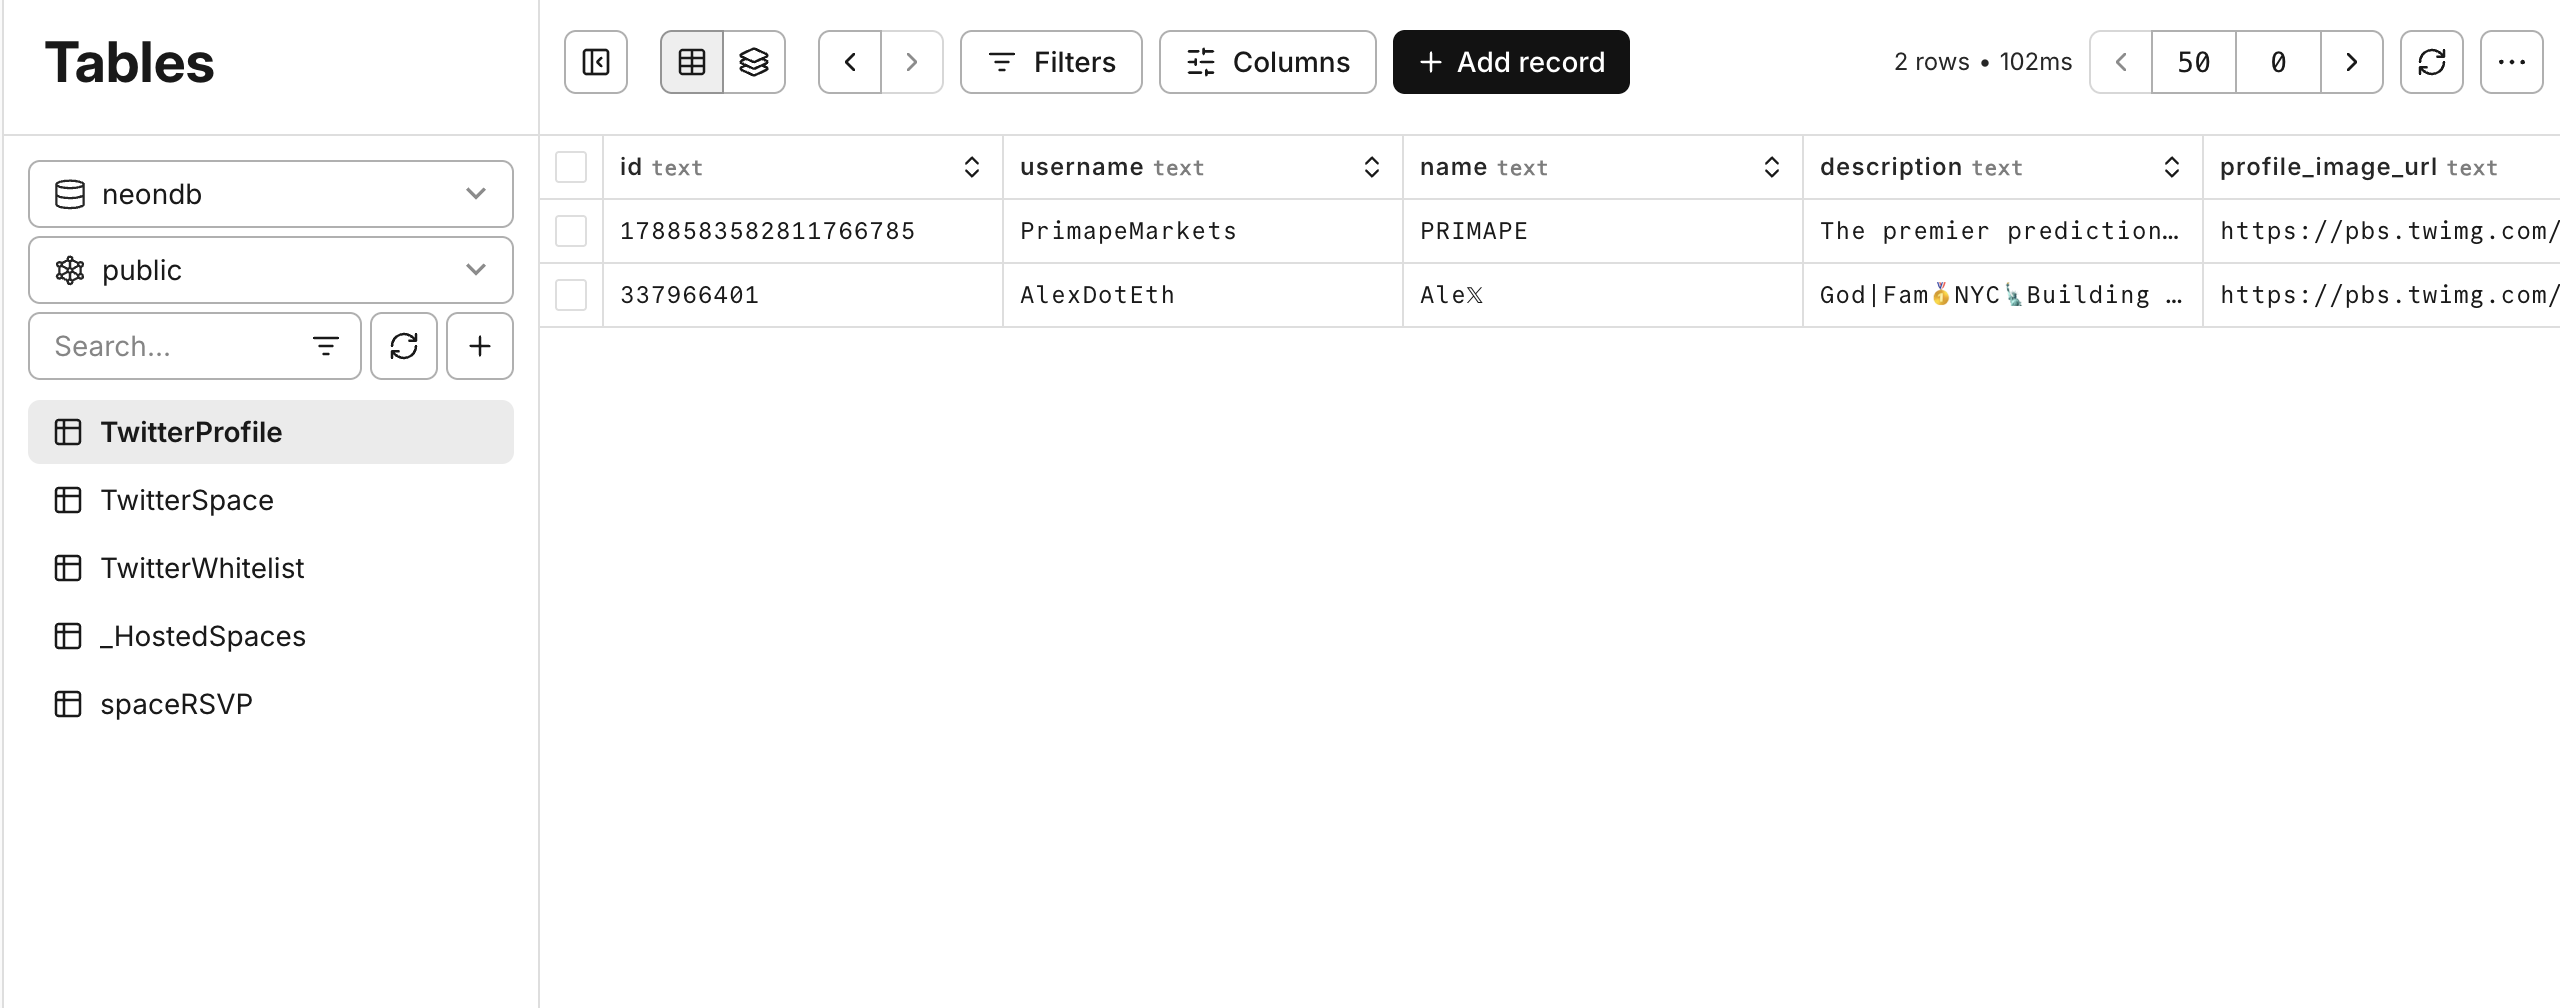 Tables
Filters
Columns
Add record
2 rows • 102ms
50
0
neondb
public
Search...
TwitterProfile
TwitterSpace
TwitterWhitelist
_HostedSpaces
spaceRSVP
id text username text name text description text profile_image_url text
1788583582811766785 PrimapeMarkets PRIMAPE The premier prediction… https://pbs.twimg.com/
337966401 AlexDotEth Ale𝕏 God|Fam🥇NYC🗽Building … https://pbs.twimg.com/